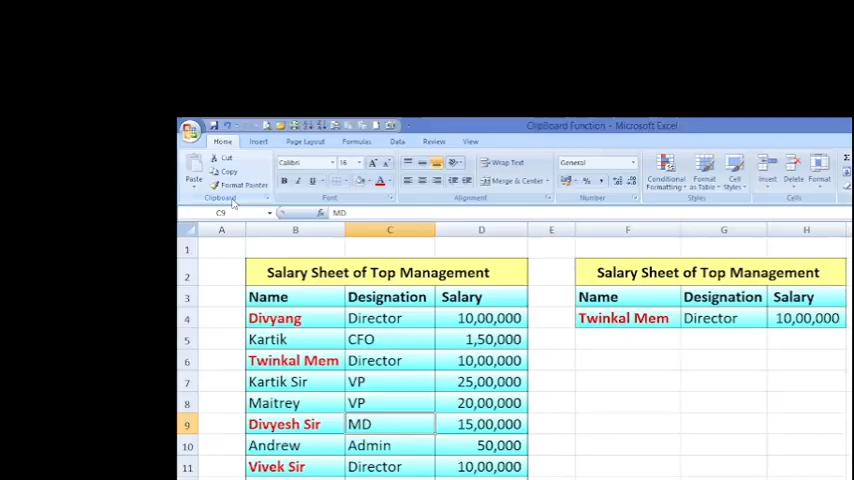 ClipBoard Function - Microsoft Excel
Home Insert Page Layout Formulas Data Review View
Paste Cut Copy Format Painter Clipboard
Calibri 16 A A B I U A Font
Wrap Text Merge & Center Alignment
General $ % , Number
Conditional Formatting Format as Table Cell Styles Styles
Insert Delete Format Cells
C9 fx MD
A B C D E F G H
1
2 Salary Sheet of Top Management Salary Sheet of Top Management
3 Name Designation Salary Name Designation Salary
4 Divyang Director 10,00,000 Twinkal Mem Director 10,00,000
5 Kartik CFO 1,50,000
6 Twinkal Mem Director 10,00,000
7 Kartik Sir VP 25,00,000
8 Maitrey VP 20,00,000
9 Divyesh Sir MD 15,00,000
10 Andrew Admin 50,000
11 Vivek Sir Director 10,00,000